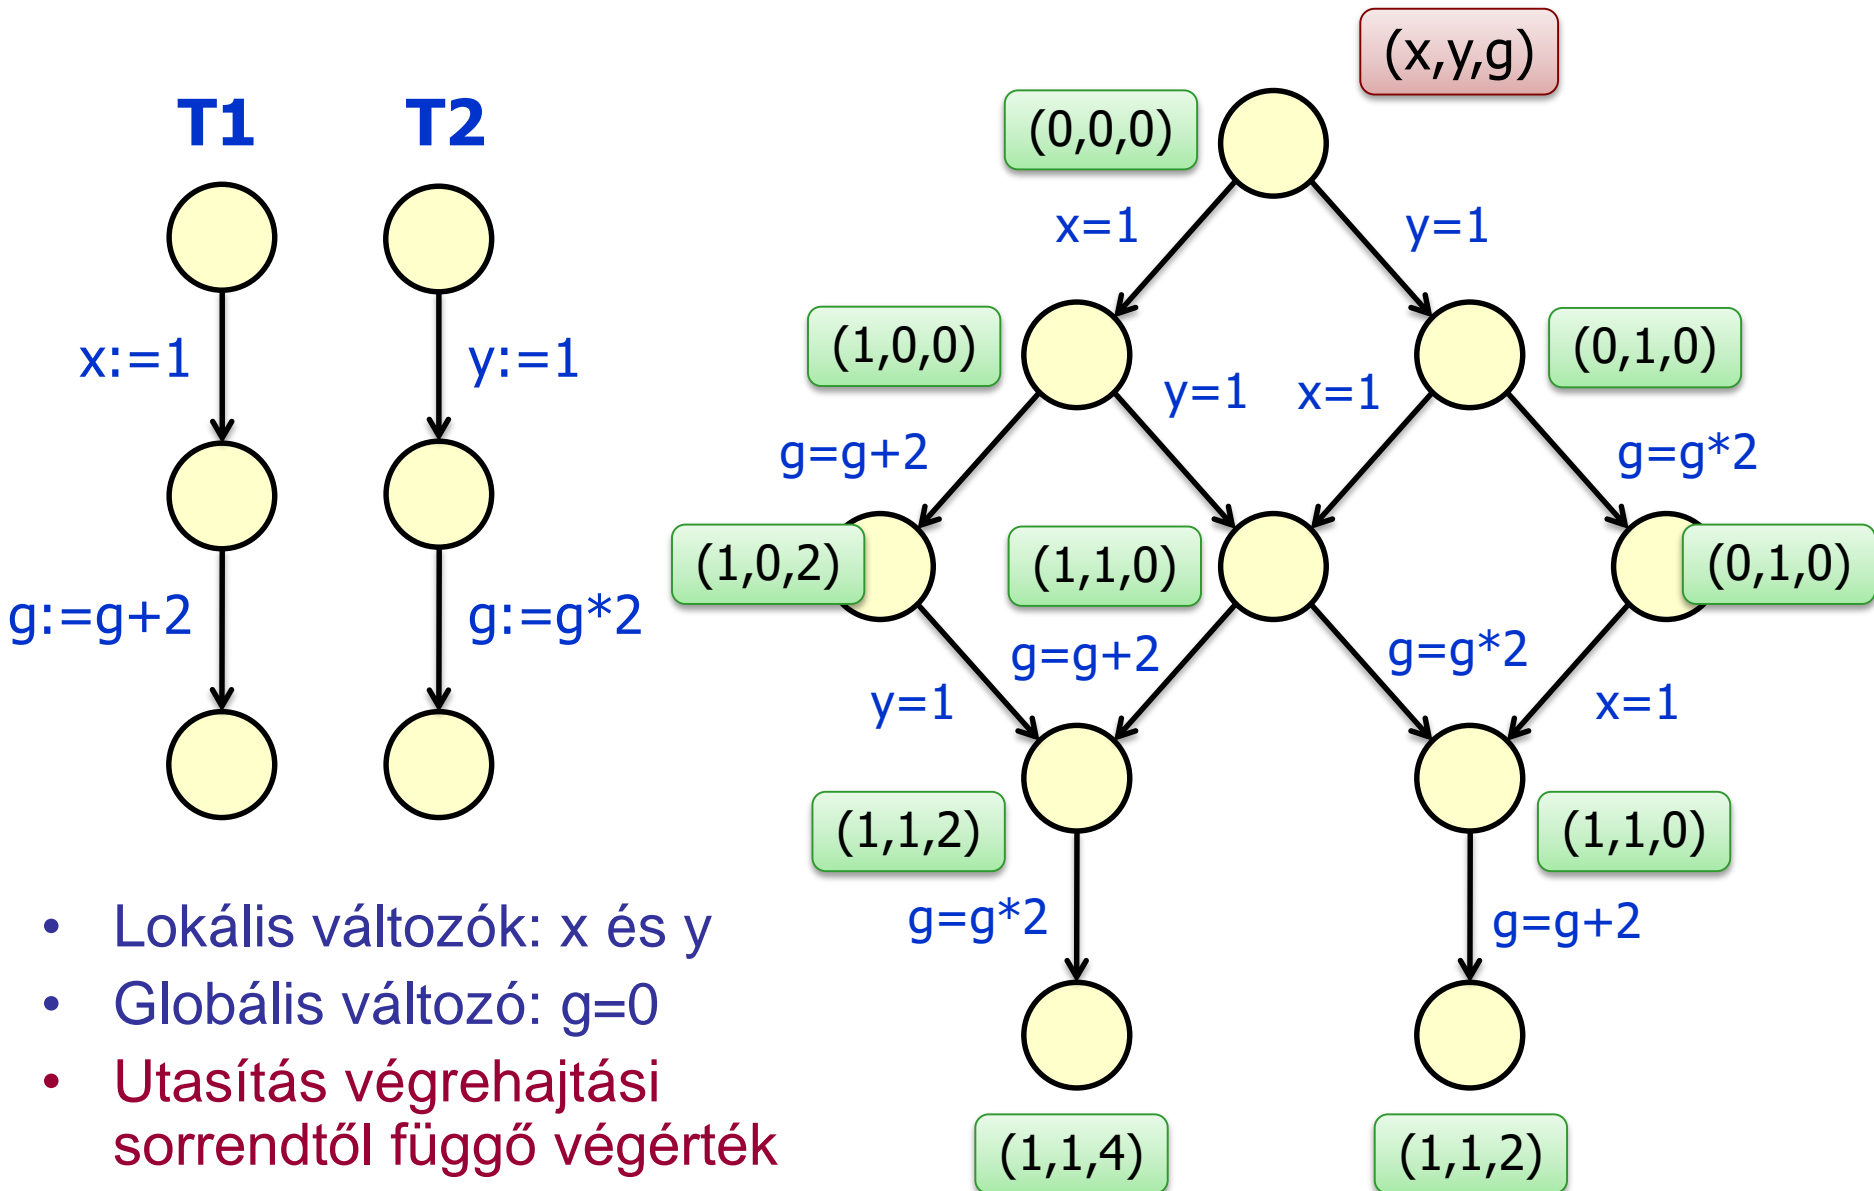 (x,y,g)
T1 T2
(0,0,0)
x=1 y=1
x:=1 y:=1
(1,0,0) (0,1,0)
y=1 x=1
g=g+2 g=g*2
(1,0,2) (1,1,0) (0,1,0)
g:=g+2 g:=g*2
g=g+2 g=g*2
y=1 x=1
(1,1,2) (1,1,0)
g=g*2 g=g+2
(1,1,4) (1,1,2)
• Lokális változók: x és y
• Globális változó: g=0
• Utasítás végrehajtási
sorrendtől függő végérték